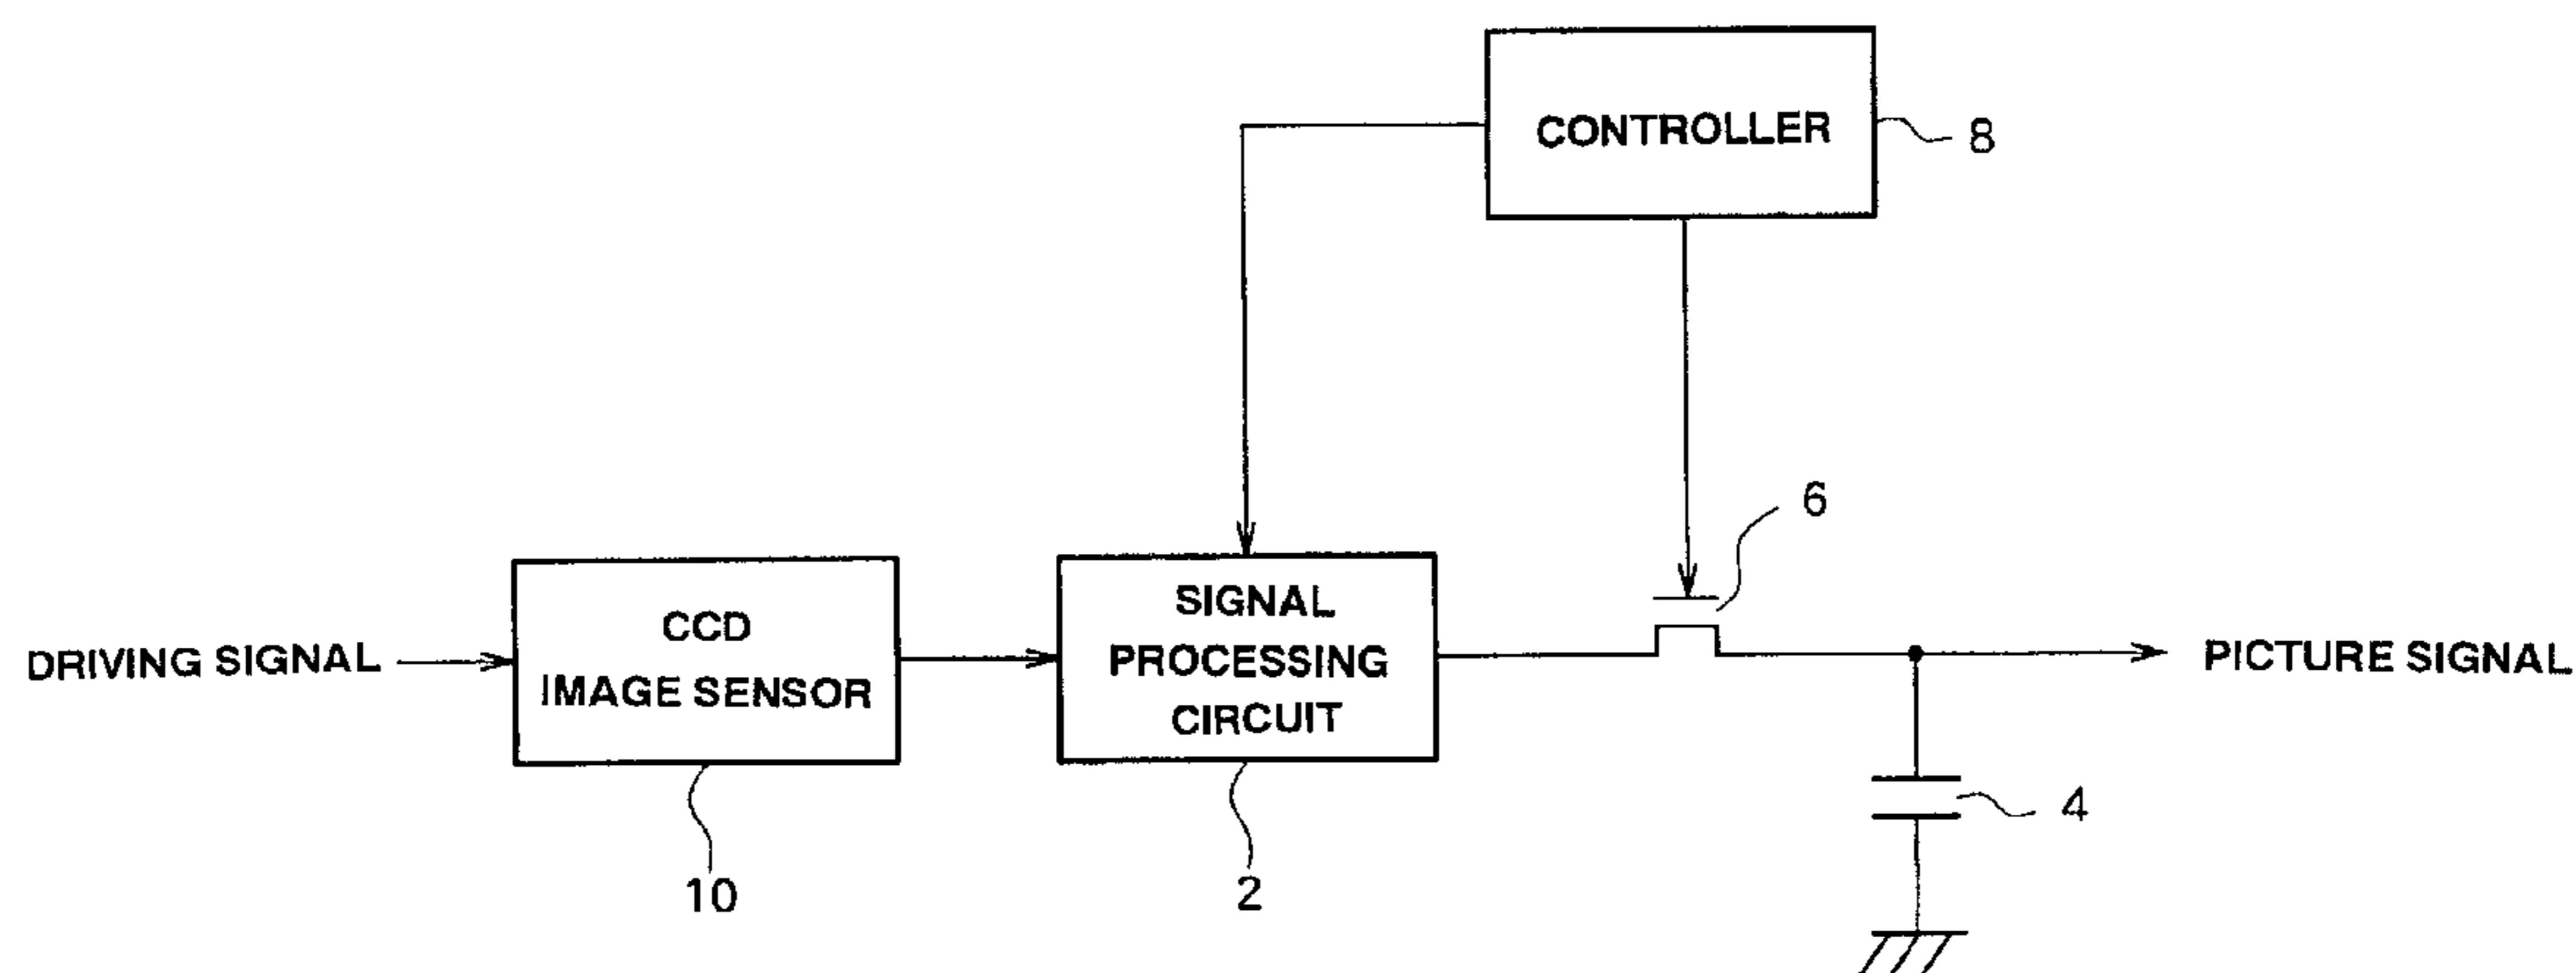 CONTROLLER
8
6
DRIVING SIGNAL
CCD
IMAGE SENSOR
SIGNAL
PROCESSING
CIRCUIT
PICTURE SIGNAL
4
10
2